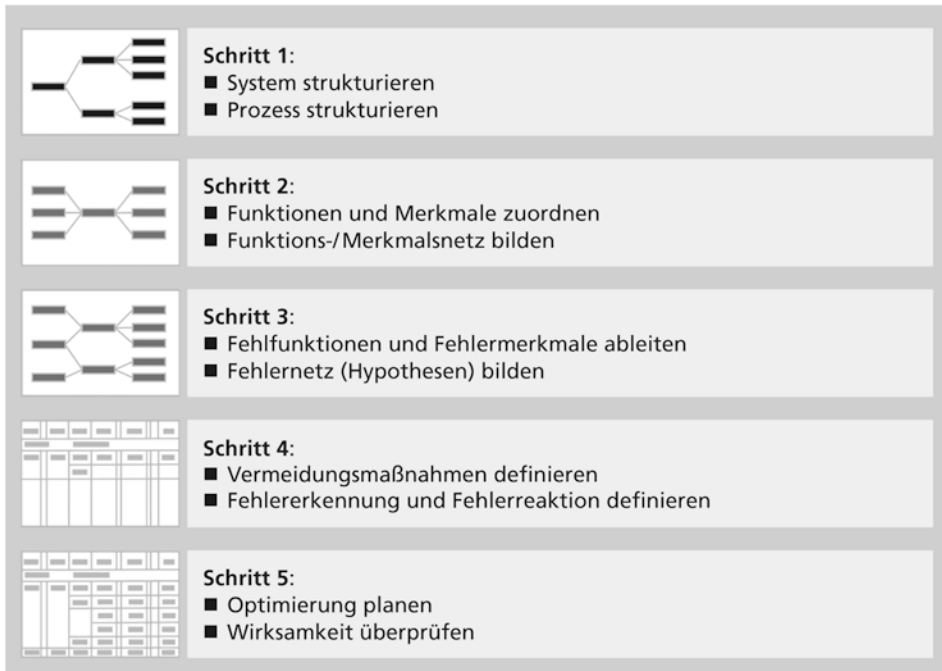 Schritt 1:
■ System strukturieren
■ Prozess strukturieren
Schritt 2:
■ Funktionen und Merkmale zuordnen
■ Funktions-/Merkmalsnetz bilden
Schritt 3:
■ Fehlfunktionen und Fehlermerkmale ableiten
■ Fehlernetz (Hypothesen) bilden
Schritt 4:
■ Vermeidungsmaßnahmen definieren
■ Fehlererkennung und Fehlerreaktion definieren
Schritt 5:
■ Optimierung planen
■ Wirksamkeit überprüfen